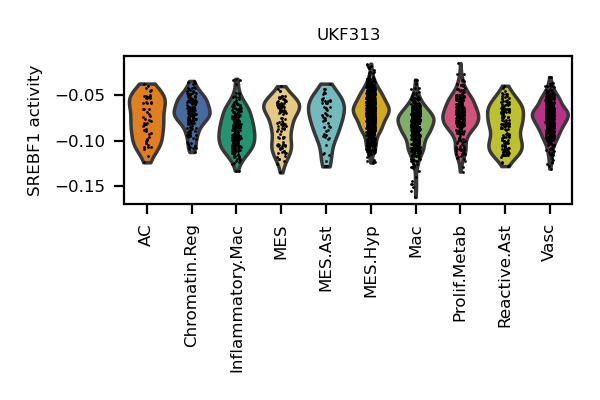 UKF313
SREBF1 activity
−0.05
−0.10
−0.15
AC
Chromatin.Reg
Inflammatory.Mac
MES
MES.Ast
MES.Hyp
Mac
Prolif.Metab
Reactive.Ast
Vasc